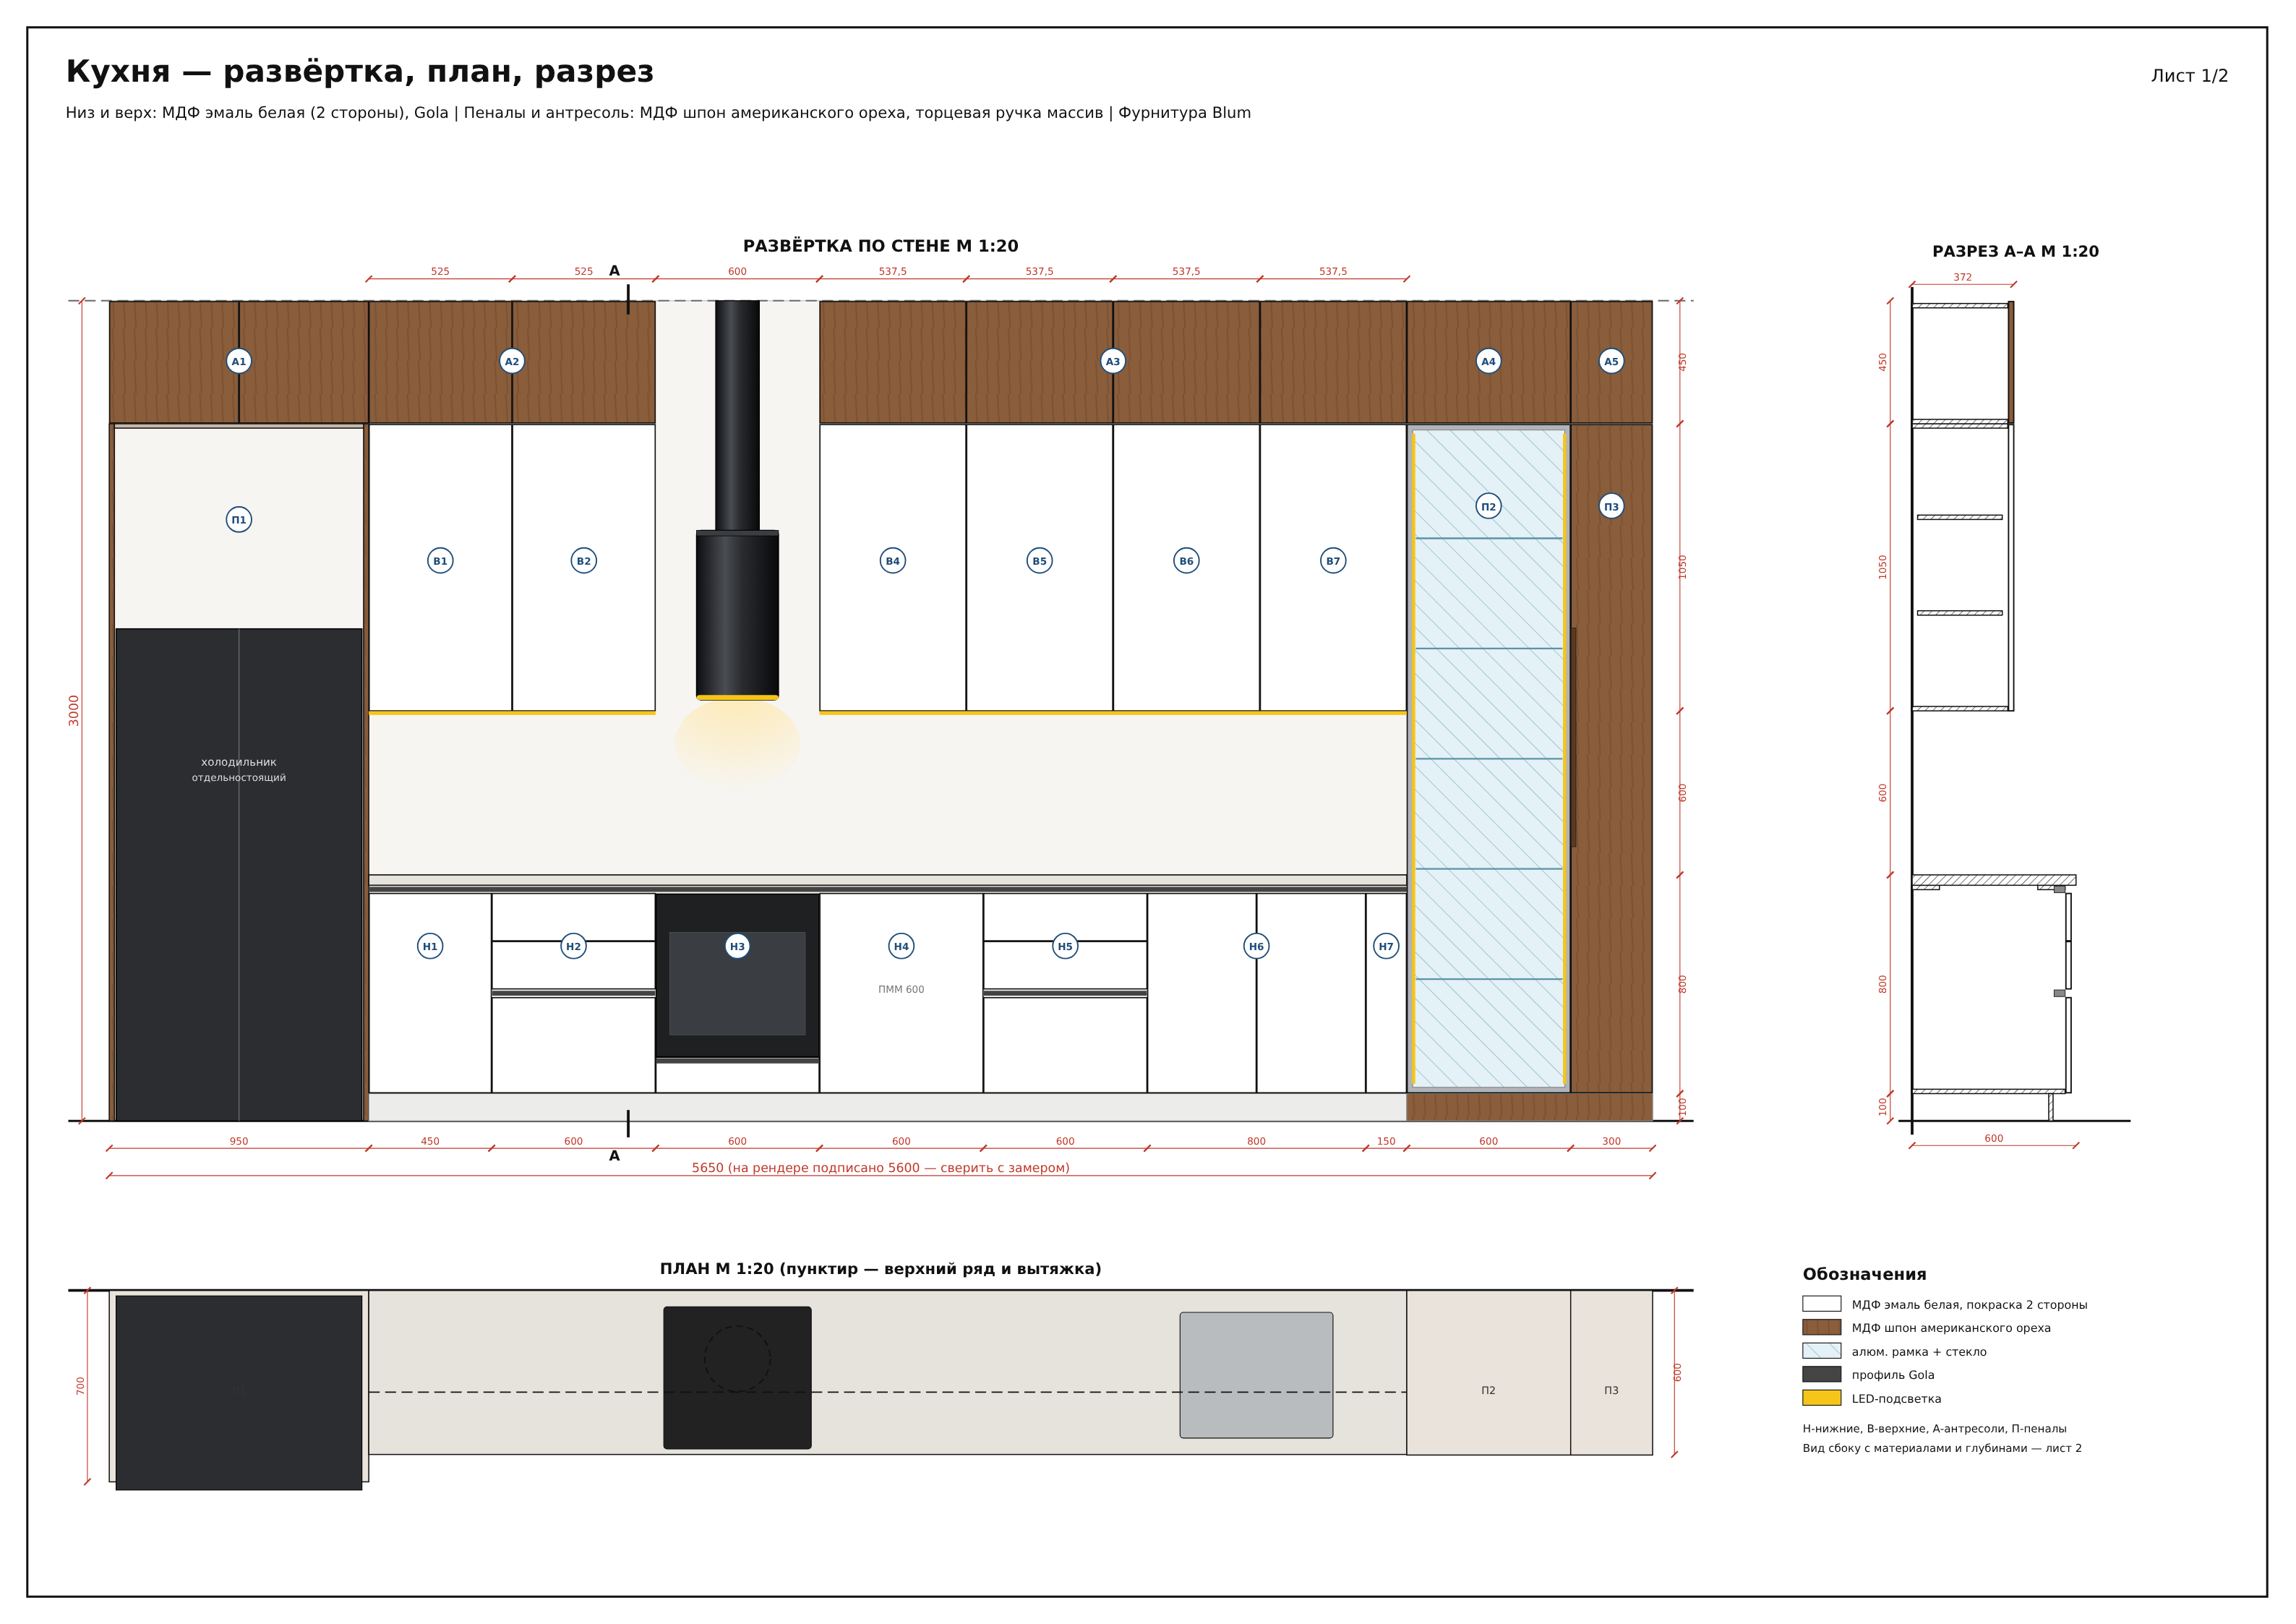 Кухня — развёртка, план, разрез
Лист 1/2
Низ и верх: МДФ эмаль белая (2 стороны), Gola | Пеналы и антресоль: МДФ шпон американского ореха, торцевая ручка массив | Фурнитура Blum
РАЗВЁРТКА ПО СТЕНЕ М 1:20
РАЗРЕЗ А–А М 1:20
525
525
А
600
537,5
537,5
537,5
537,5
372
А1
А2
А3
А4
А5
450
450
П1
П2
П3
В1
В2
В4
В5
В6
В7
1050
1050
3000
холодильник
отдельностоящий
600
600
Н1
Н2
Н3
Н4
Н5
Н6
Н7
ПММ 600
800
800
100
100
950
450
600
600
600
600
800
150
600
300
600
А
5650 (на рендере подписано 5600 — сверить с замером)
ПЛАН М 1:20 (пунктир — верхний ряд и вытяжка)
700
П2
П3
600
Обозначения
МДФ эмаль белая, покраска 2 стороны
МДФ шпон американского ореха
алюм. рамка + стекло
профиль Gola
LED-подсветка
Н-нижние, В-верхние, А-антресоли, П-пеналы
Вид сбоку с материалами и глубинами — лист 2